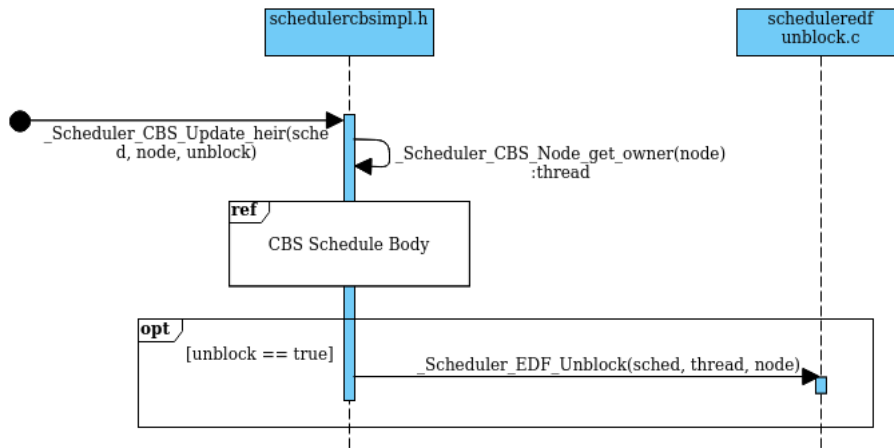 schedulercbsimpl.h
scheduleredf
unblock.c
_Scheduler_CBS_Update_heir(sche
d, node, unblock)
_Scheduler_CBS_Node_get_owner(node)
:thread
ref
CBS Schedule Body
opt
[unblock == true]
_Scheduler_EDF_Unblock(sched, thread, node)